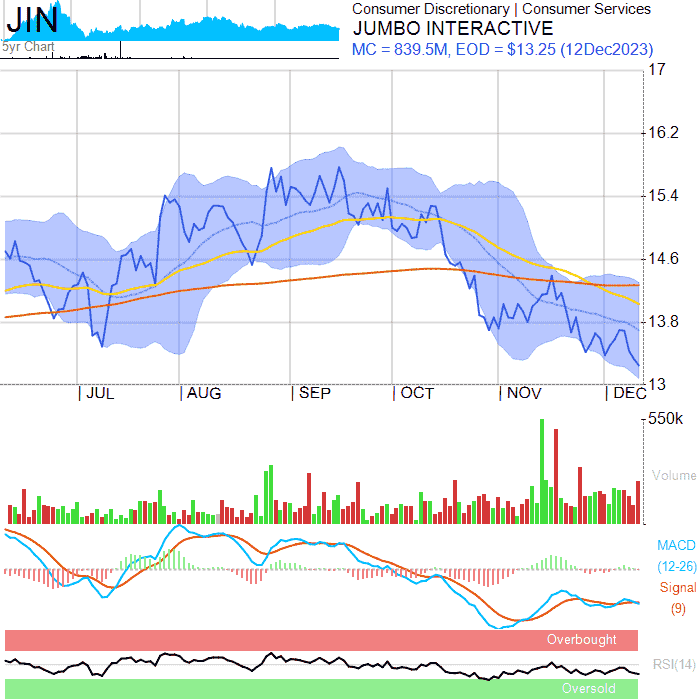 JIN
5yr Chart
Consumer Discretionary | Consumer Services
JUMBO INTERACTIVE
MC = 839.5M, EOD = $13.25 (12Dec2023)
17
16.2
15.4
14.6
13.8
13
| JUL | AUG | SEP | OCT | NOV | DEC
550k
Volume
MACD
(12-26)
Signal
(9)
Overbought
RSI(14)
Oversold